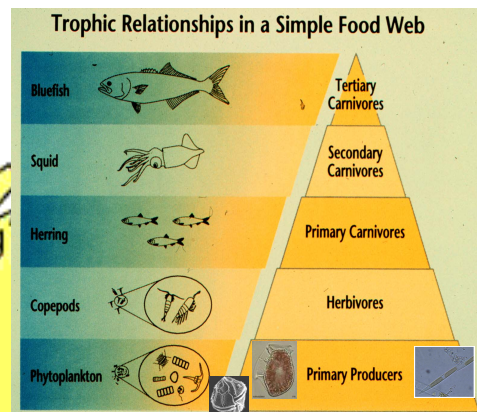 Trophic Relationships in a Simple Food Web
Bluefish
Tertiary
Carnivores
Squid
Secondary
Carnivores
Herring
Primary Carnivores
Copepods
Herbivores
Phytoplankton
Primary Producers